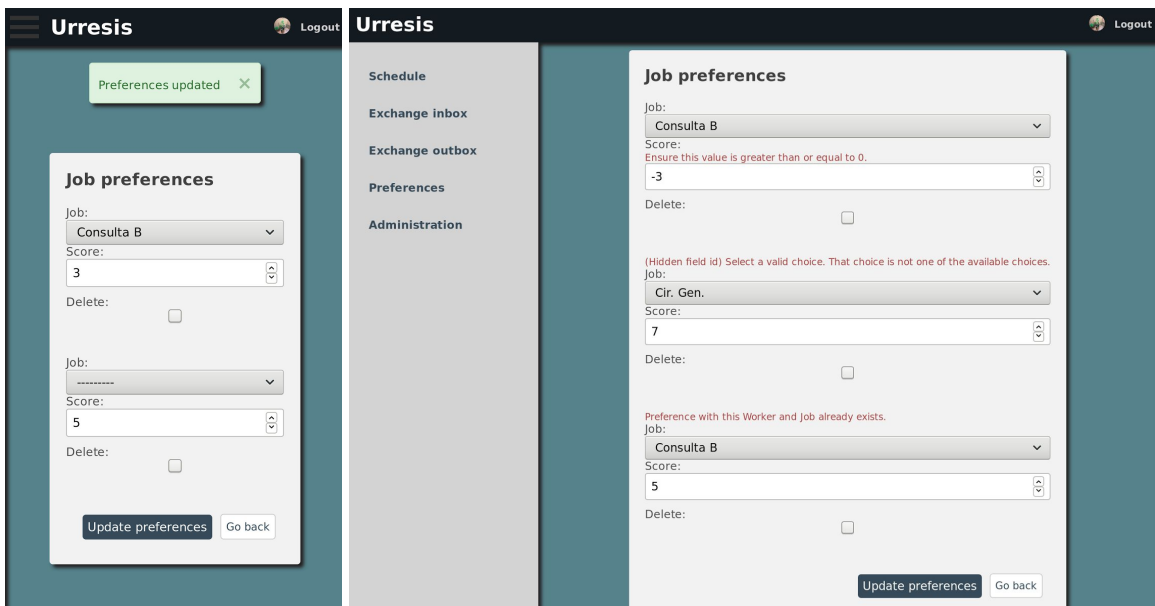 Urresis
Logout
Preferences updated ×
Job preferences
Job:
Consulta B
Score:
3
Delete:
Job:
---------
Score:
5
Delete:
Update preferences
Go back
Urresis
Logout
Schedule
Exchange inbox
Exchange outbox
Preferences
Administration
Job preferences
Job:
Consulta B
Score:
Ensure this value is greater than or equal to 0.
-3
Delete:
(Hidden field id) Select a valid choice. That choice is not one of the available choices.
Job:
Cir. Gen.
Score:
7
Delete:
Preference with this Worker and Job already exists.
Job:
Consulta B
Score:
5
Delete:
Update preferences
Go back